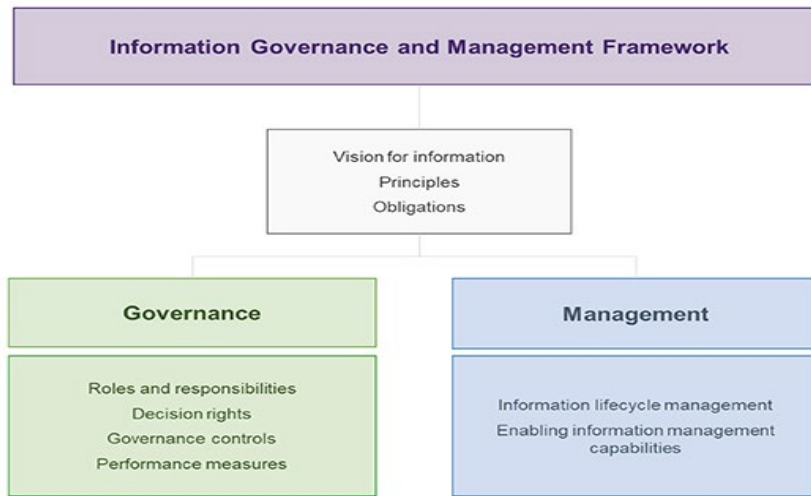 Information Governance and Management Framework
Vision for information
Principles
Obligations
Governance
Roles and responsibilities
Decision rights
Governance controls
Performance measures
Management
Information lifecycle management
Enabling information management
capabilities